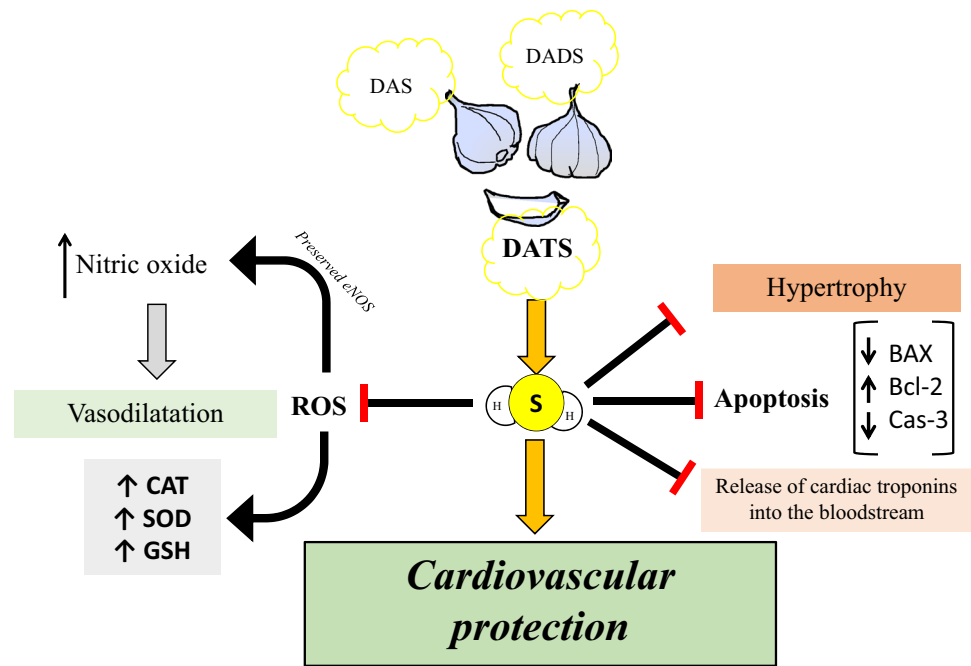 DADS
DAS
DATS
Nitric oxide
Preserved eNOS
Hypertrophy
BAX
Bcl-2
Cas-3
H
S
H
Vasodilatation
ROS
Apoptosis
↑ CAT
↑ SOD
↑ GSH
Release of cardiac troponins
into the bloodstream
Cardiovascular
protection